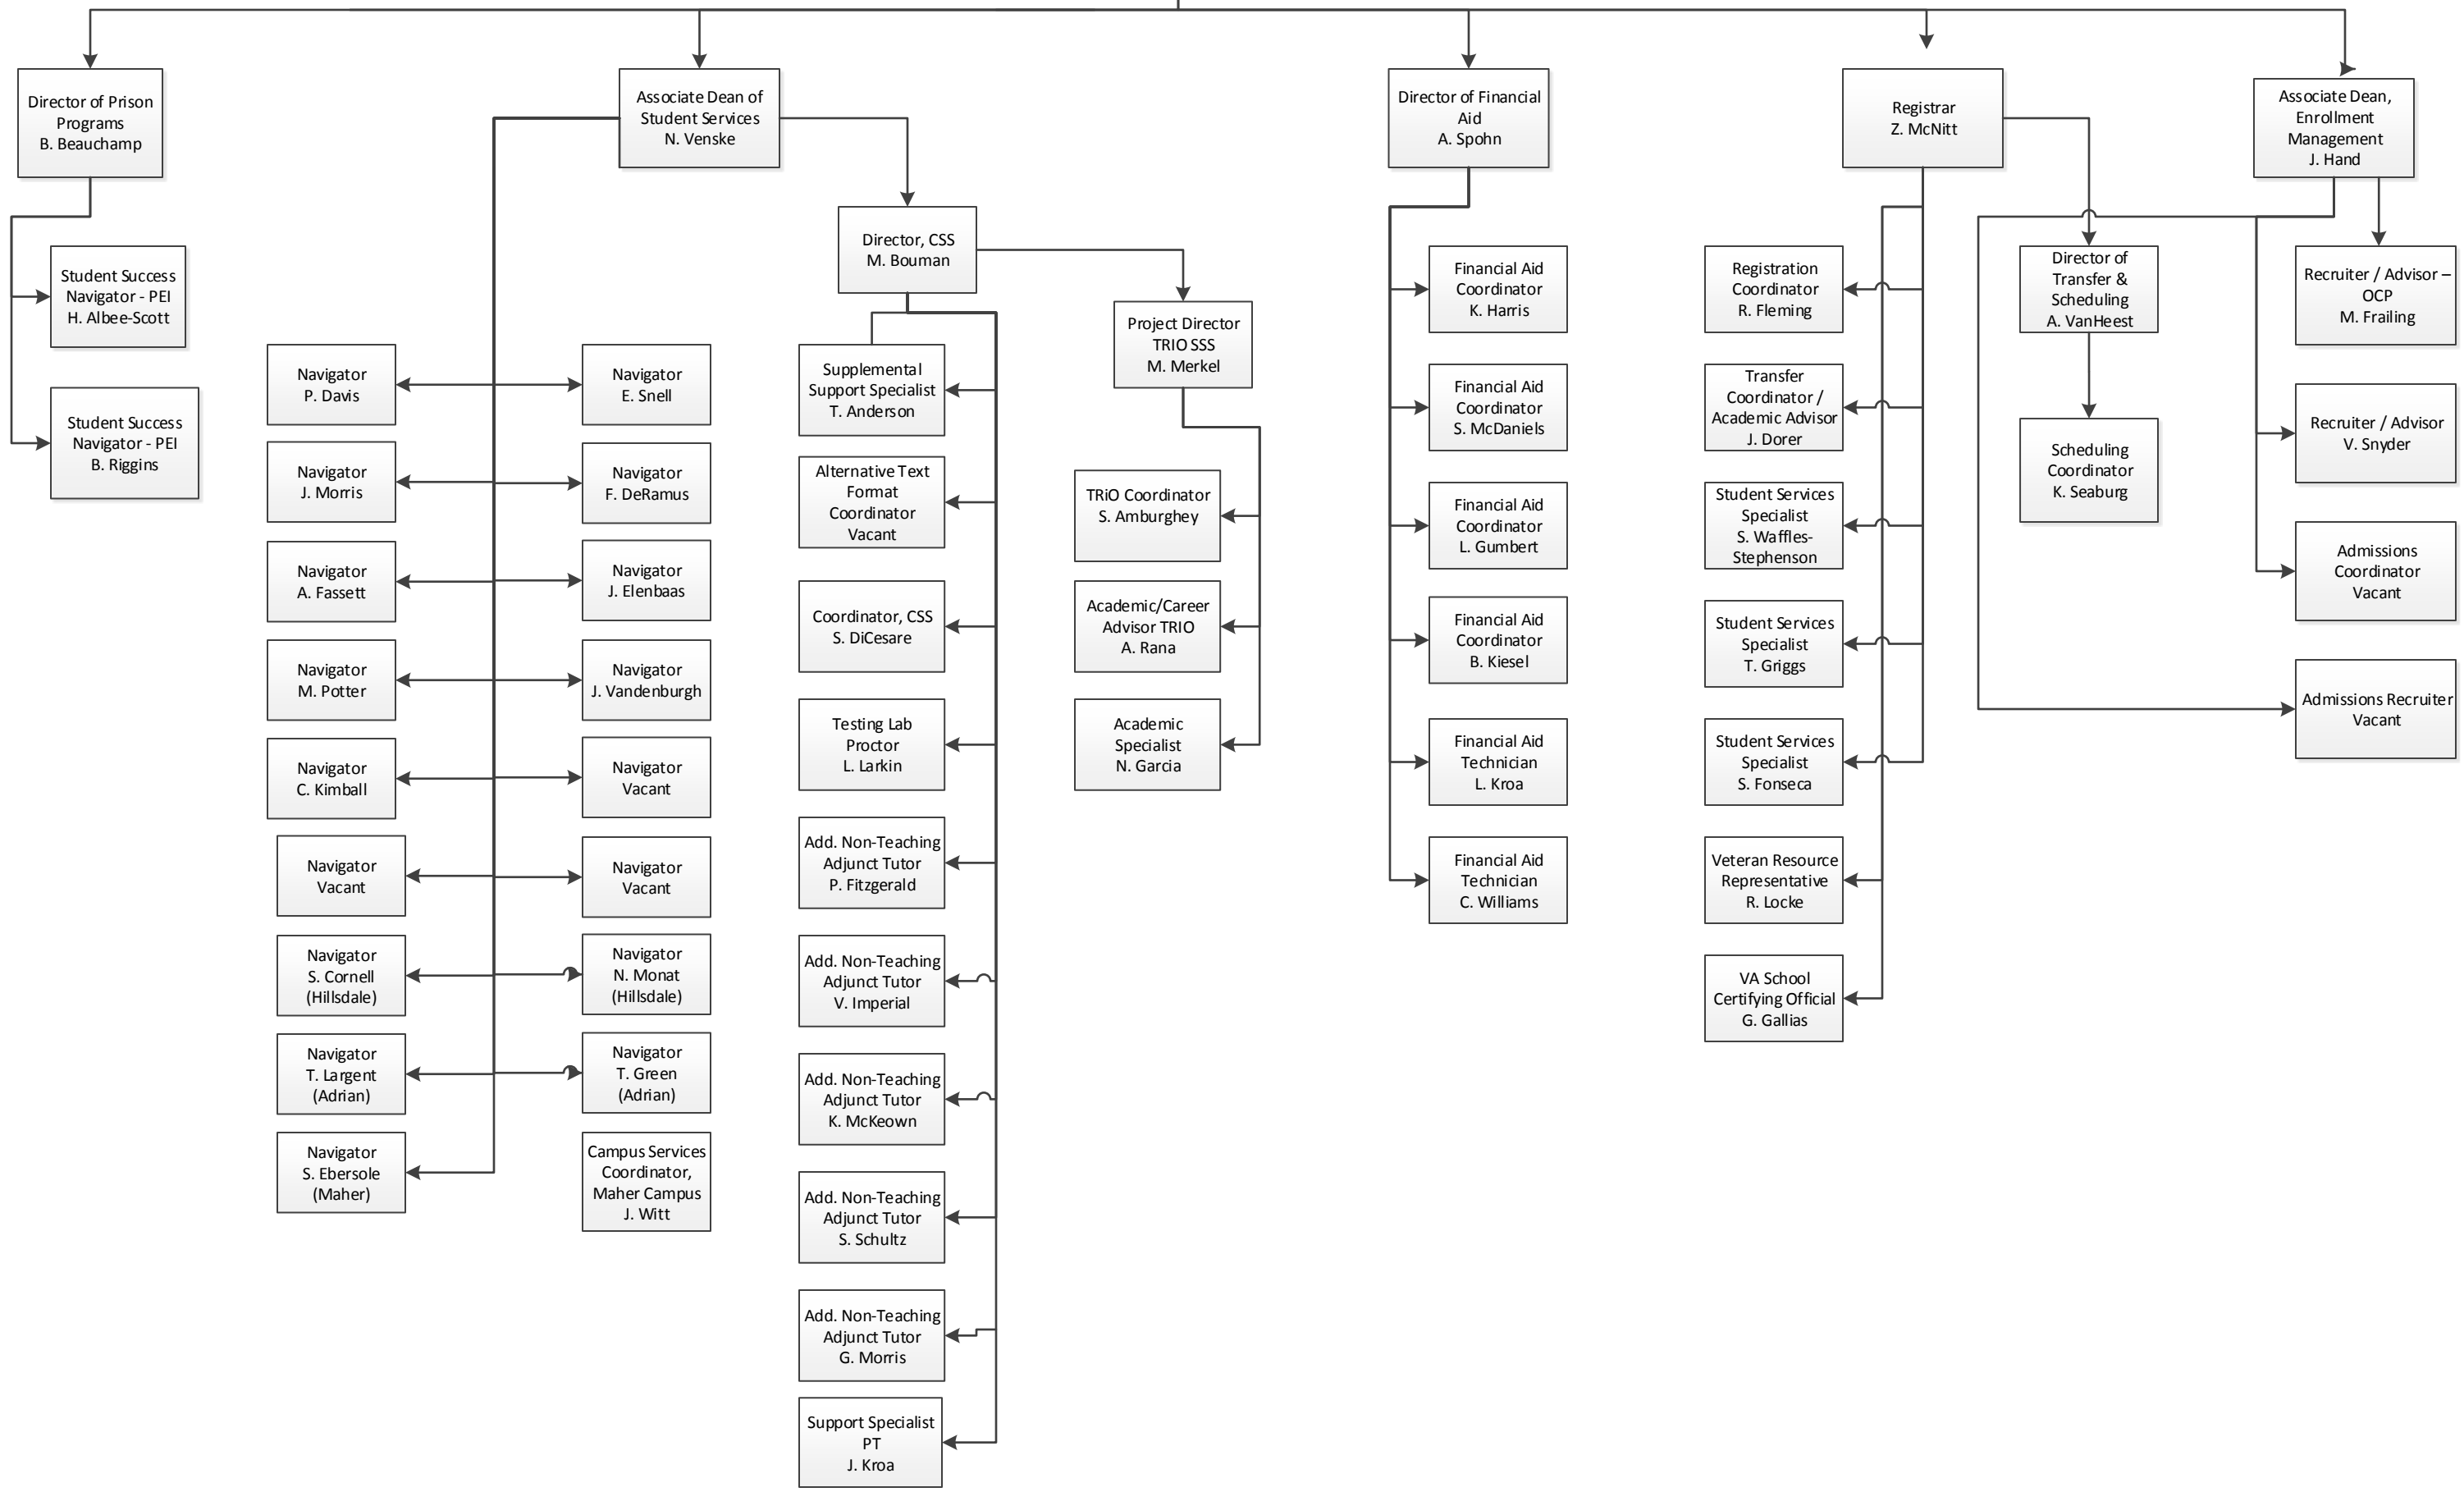 Director of Prison
Programs
B. Beauchamp
Student Success
Navigator - PEI
H. Albee-Scott
Student Success
Navigator - PEI
B. Riggins
Associate Dean of
Student Services
N. Venske
Navigator
P. Davis
Navigator
J. Morris
Navigator
A. Fassett
Navigator
M. Potter
Navigator
C. Kimball
Navigator
Vacant
Navigator
S. Cornell
(Hillsdale)
Navigator
T. Largent
(Adrian)
Navigator
S. Ebersole
(Maher)
Navigator
E. Snell
Navigator
F. DeRamus
Navigator
J. Elenbaas
Navigator
J. Vandenburgh
Navigator
Vacant
Navigator
Vacant
Navigator
N. Monat
(Hillsdale)
Navigator
T. Green
(Adrian)
Campus Services
Coordinator,
Maher Campus
J. Witt
Director, CSS
M. Bouman
Supplemental
Support Specialist
T. Anderson
Alternative Text
Format
Coordinator
Vacant
Coordinator, CSS
S. DiCesare
Testing Lab
Proctor
L. Larkin
Add. Non-Teaching
Adjunct Tutor
P. Fitzgerald
Add. Non-Teaching
Adjunct Tutor
V. Imperial
Add. Non-Teaching
Adjunct Tutor
K. McKeown
Add. Non-Teaching
Adjunct Tutor
S. Schultz
Add. Non-Teaching
Adjunct Tutor
G. Morris
Support Specialist
PT
J. Kroa
Project Director
TRIO SSS
M. Merkel
TRiO Coordinator
S. Amburghey
Academic/Career
Advisor TRIO
A. Rana
Academic
Specialist
N. Garcia
Director of Financial
Aid
A. Spohn
Financial Aid
Coordinator
K. Harris
Financial Aid
Coordinator
S. McDaniels
Financial Aid
Coordinator
L. Gumbert
Financial Aid
Coordinator
B. Kiesel
Financial Aid
Technician
L. Kroa
Financial Aid
Technician
C. Williams
Registrar
Z. McNitt
Registration
Coordinator
R. Fleming
Transfer
Coordinator /
Academic Advisor
J. Dorer
Student Services
Specialist
S. Waffles-
Stephenson
Student Services
Specialist
T. Griggs
Student Services
Specialist
S. Fonseca
Veteran Resource
Representative
R. Locke
VA School
Certifying Official
G. Gallias
Director of
Transfer &
Scheduling
A. VanHeest
Scheduling
Coordinator
K. Seaburg
Associate Dean,
Enrollment
Management
J. Hand
Recruiter / Advisor –
OCP
M. Frailing
Recruiter / Advisor
V. Snyder
Admissions
Coordinator
Vacant
Admissions Recruiter
Vacant